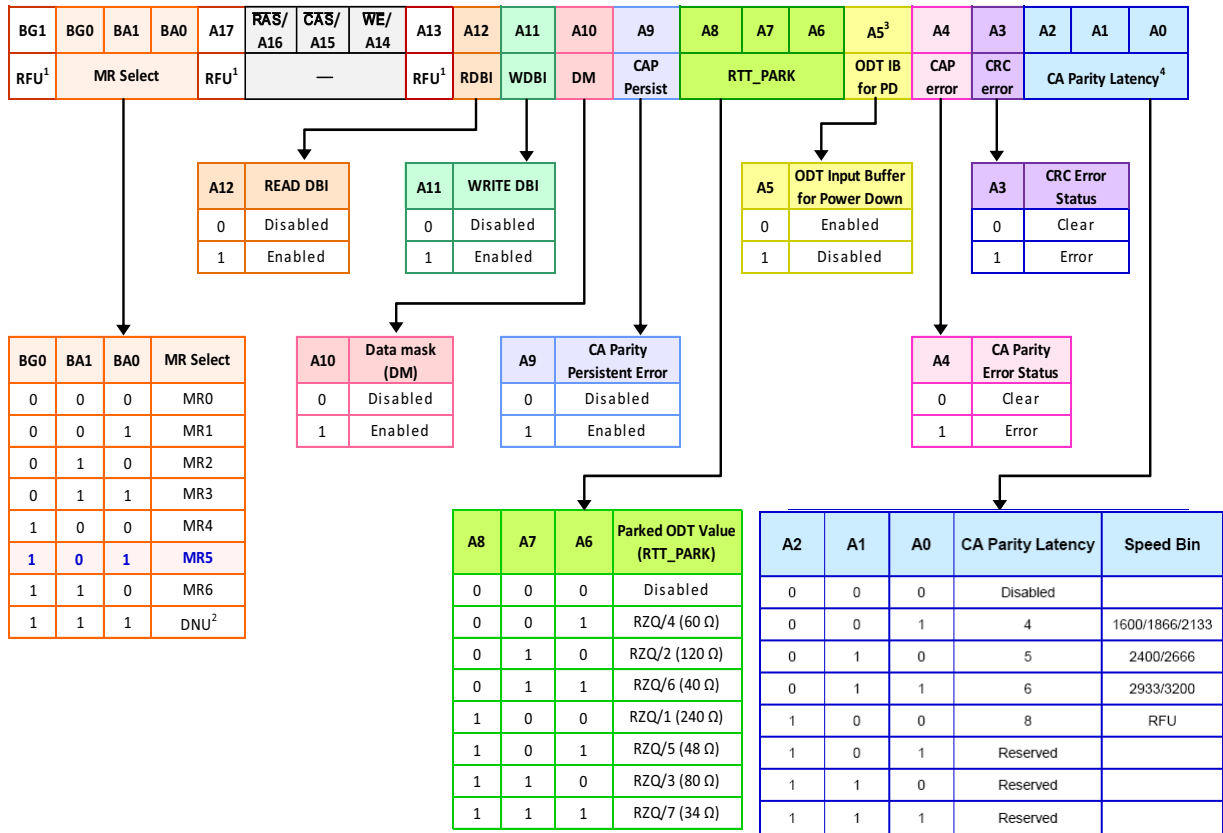 BG1 BG0 BA1 BA0 A17 RAS/ A16 CAS/ A15 WE/ A14 A13 A12 A11 A10 A9 A8 A7 A6 A5³ A4 A3 A2 A1 A0
RFU¹ MR Select RFU¹ — RFU¹ RDBI WDBI DM CAP Persist RTT_PARK ODT IB for PD CAP error CRC error CA Parity Latency⁴
A12 READ DBI
0 Disabled
1 Enabled
A11 WRITE DBI
0 Disabled
1 Enabled
A5 ODT Input Buffer for Power Down
0 Enabled
1 Disabled
A3 CRC Error Status
0 Clear
1 Error
BG0 BA1 BA0 MR Select
0 0 0 MR0
0 0 1 MR1
0 1 0 MR2
0 1 1 MR3
1 0 0 MR4
1 0 1 MR5
1 1 0 MR6
1 1 1 DNU²
A10 Data mask (DM)
0 Disabled
1 Enabled
A9 CA Parity Persistent Error
0 Disabled
1 Enabled
A4 CA Parity Error Status
0 Clear
1 Error
A8 A7 A6 Parked ODT Value (RTT_PARK)
0 0 0 Disabled
0 0 1 RZQ/4 (60 Ω)
0 1 0 RZQ/2 (120 Ω)
0 1 1 RZQ/6 (40 Ω)
1 0 0 RZQ/1 (240 Ω)
1 0 1 RZQ/5 (48 Ω)
1 1 0 RZQ/3 (80 Ω)
1 1 1 RZQ/7 (34 Ω)
A2 A1 A0 CA Parity Latency Speed Bin
0 0 0 Disabled
0 0 1 4 1600/1866/2133
0 1 0 5 2400/2666
0 1 1 6 2933/3200
1 0 0 8 RFU
1 0 1 Reserved
1 1 0 Reserved
1 1 1 Reserved